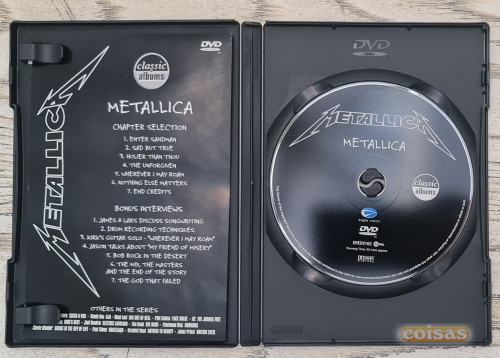 DVD
classic
albums
METALLICA
METALLICA
CHAPTER SELECTION
1. ENTER SANDMAN
2. SAD BUT TRUE
3. HOLIER THAN THOU
4. THE UNFORGIVEN
5. WHEREVER I MAY ROAM
6. NOTHING ELSE MATTERS
7. END CREDITS
BONUS INTERVIEWS
1. JAMES & LARS DISCUSS SONGWRITING
2. DRUM RECORDING TECHNIQUES
3. KIRK'S GUITAR SOLO - "WHEREVER I MAY ROAM"
4. JASON TALKS ABOUT "MY FRIEND OF MISERY"
5. BOB ROCK IN THE DESERT
6. THE MIX, THE MASTERS
AND THE END OF THE STORY
7. THE GOD THAT FAILED
OTHERS IN THE SERIES
DVD
METALLICA
METALLICA
classic
albums
eagle vision
DVD
coisas